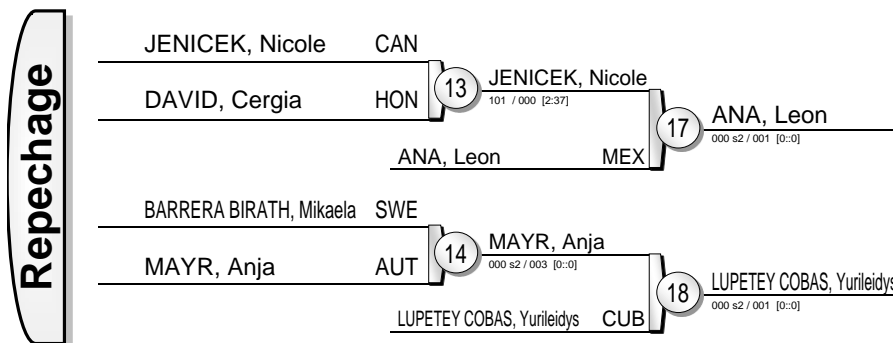 Repechage
JENICEK, Nicole CAN
DAVID, Cergia HON
13
JENICEK, Nicole
101 / 000 [2:37]
ANA, Leon MEX
17
ANA, Leon
000 s2 / 001 [0::0]
BARRERA BIRATH, Mikaela SWE
MAYR, Anja AUT
14
MAYR, Anja
000 s2 / 003 [0::0]
LUPETEY COBAS, Yurileidys CUB
18
LUPETEY COBAS, Yurileidys
000 s2 / 001 [0::0]